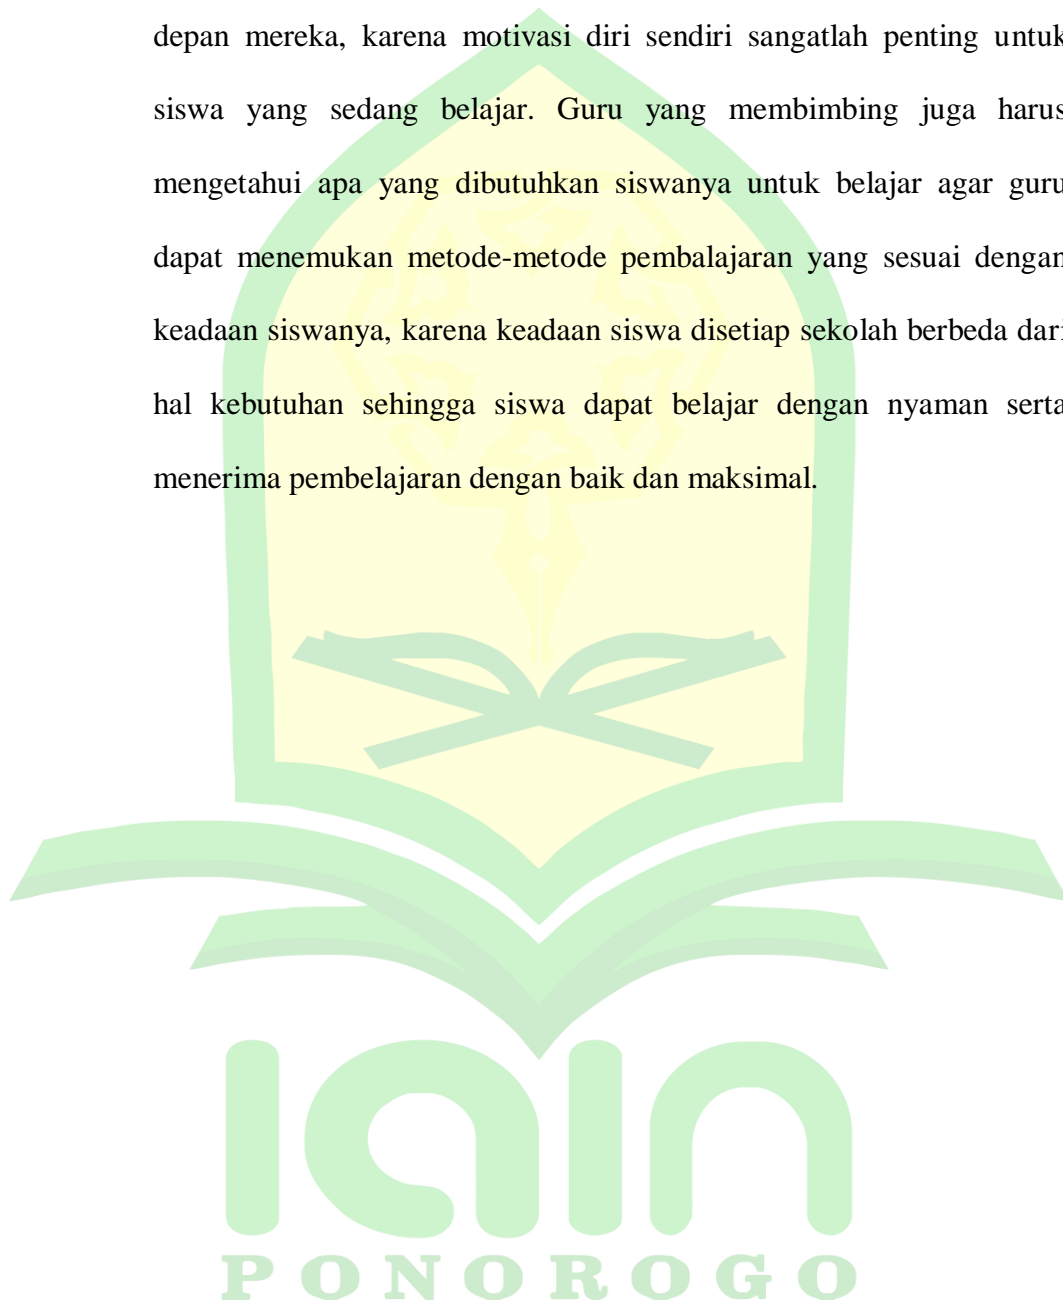 depan mereka, karena motivasi diri sendiri sangatlah penting untuk
siswa yang sedang belajar. Guru yang membimbing juga harus
mengetahui apa yang dibutuhkan siswanya untuk belajar agar guru
dapat menemukan metode-metode pembalajaran yang sesuai dengan
keadaan siswanya, karena keadaan siswa disetiap sekolah berbeda dari
hal kebutuhan sehingga siswa dapat belajar dengan nyaman serta
menerima pembelajaran dengan baik dan maksimal.
iain
PONOROGO